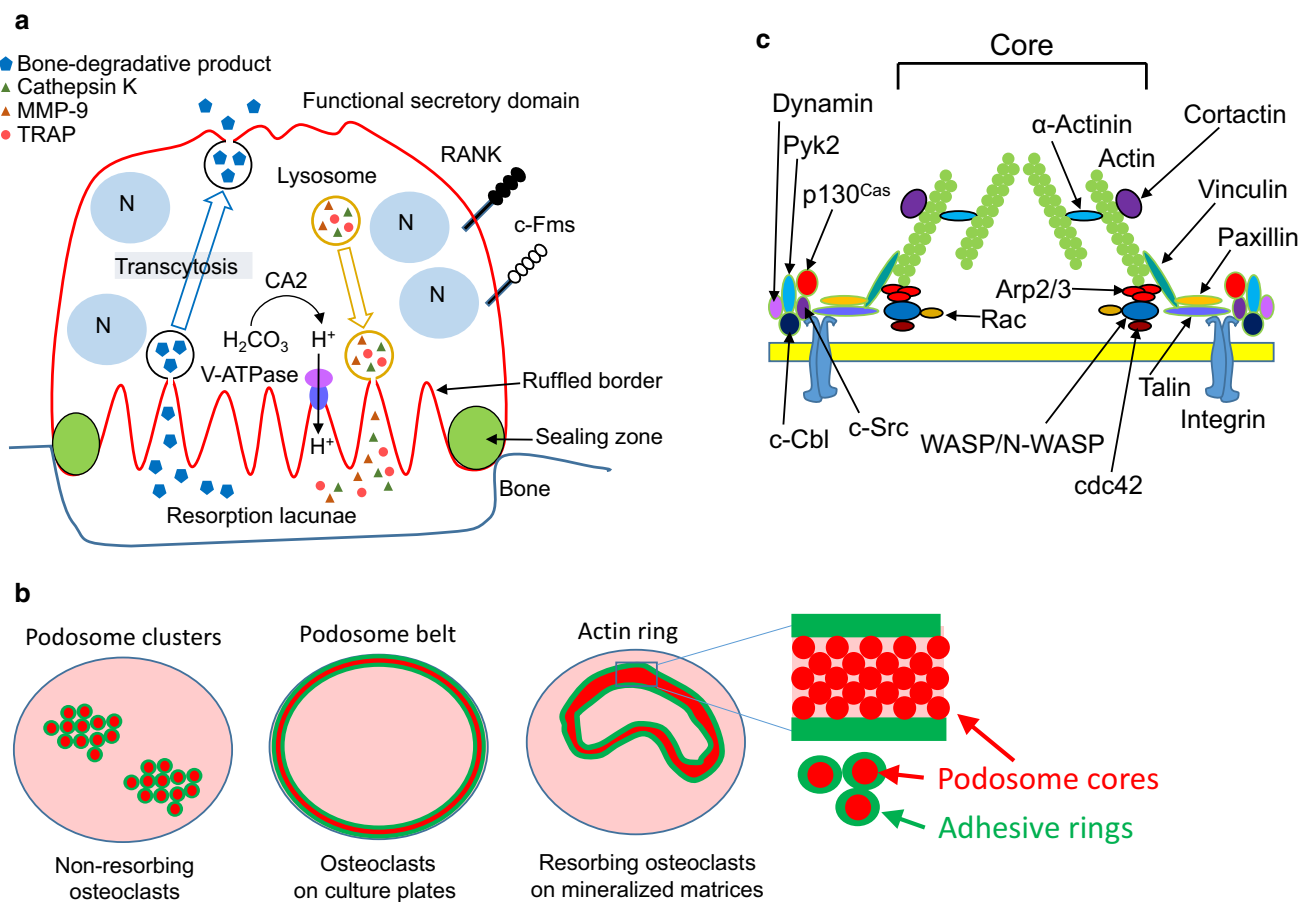 a
Bone-degradative product
Cathepsin K
MMP-9
TRAP
Functional secretory domain
RANK
Lysosome
c-Fms
N
N
N
N
Transcytosis
CA2
H₂CO₃
H⁺
V-ATPase
H⁺
Ruffled border
Sealing zone
Bone
Resorption lacunae
c
Core
Dynamin
Pyk2
p130ᶜᵃˢ
α-Actinin
Actin
Cortactin
Vinculin
Paxillin
Arp2/3
Rac
Talin
Integrin
c-Cbl
c-Src
WASP/N-WASP
cdc42
b
Podosome clusters
Non-resorbing
osteoclasts
Podosome belt
Osteoclasts
on culture plates
Actin ring
Resorbing osteoclasts
on mineralized matrices
Podosome cores
Adhesive rings